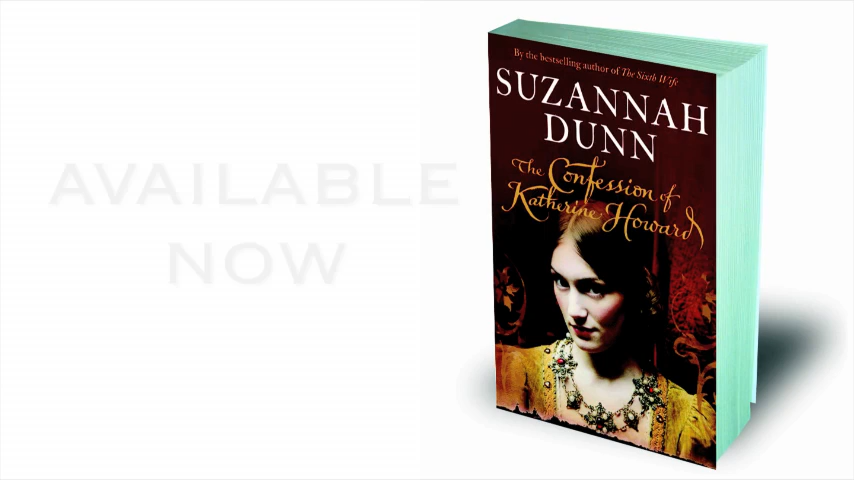 AVAILABLE
NOW
By the bestselling author of The Sixth Wife
SUZANNAH
DUNN
The Confession of
Katherine Howard